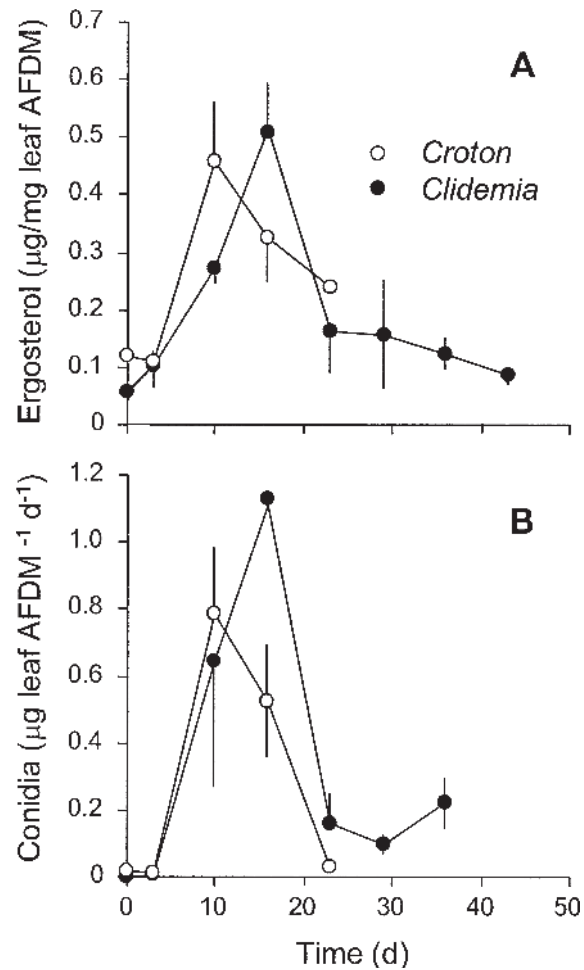 0.7
A
0.6
0.5
Croton
0.4
Clidemia
0.3
0.2
0.1
0
Ergosterol (µg/mg leaf AFDM)
1.2
B
1.0
0.8
0.6
0.4
0.2
0
Conidia (µg leaf AFDM ⁻¹ d⁻¹)
0 10 20 30 40 50
Time (d)